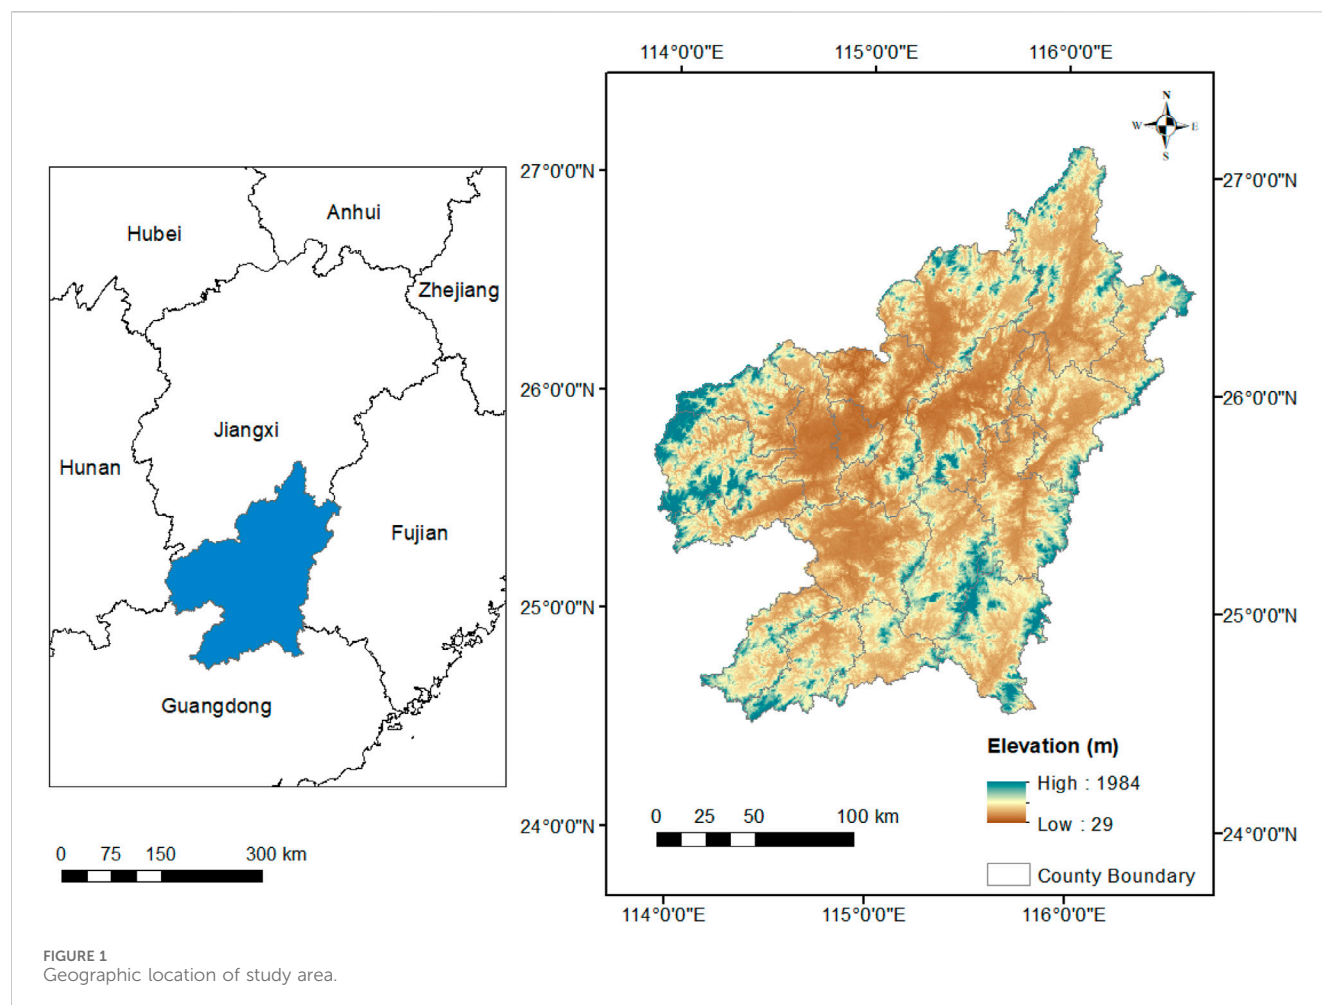 114°0'0"E 115°0'0"E 116°0'0"E
N
W E
S
27°0'0"N 27°0'0"N
Anhui
Hubei
Zhejiang
26°0'0"N 26°0'0"N
Jiangxi
Hunan
Fujian
25°0'0"N 25°0'0"N
Guangdong
Elevation (m)
High : 1984
Low : 29
0 25 50 100 km
24°0'0"N 24°0'0"N
0 75 150 300 km
County Boundary
114°0'0"E 115°0'0"E 116°0'0"E
FIGURE 1
Geographic location of study area.